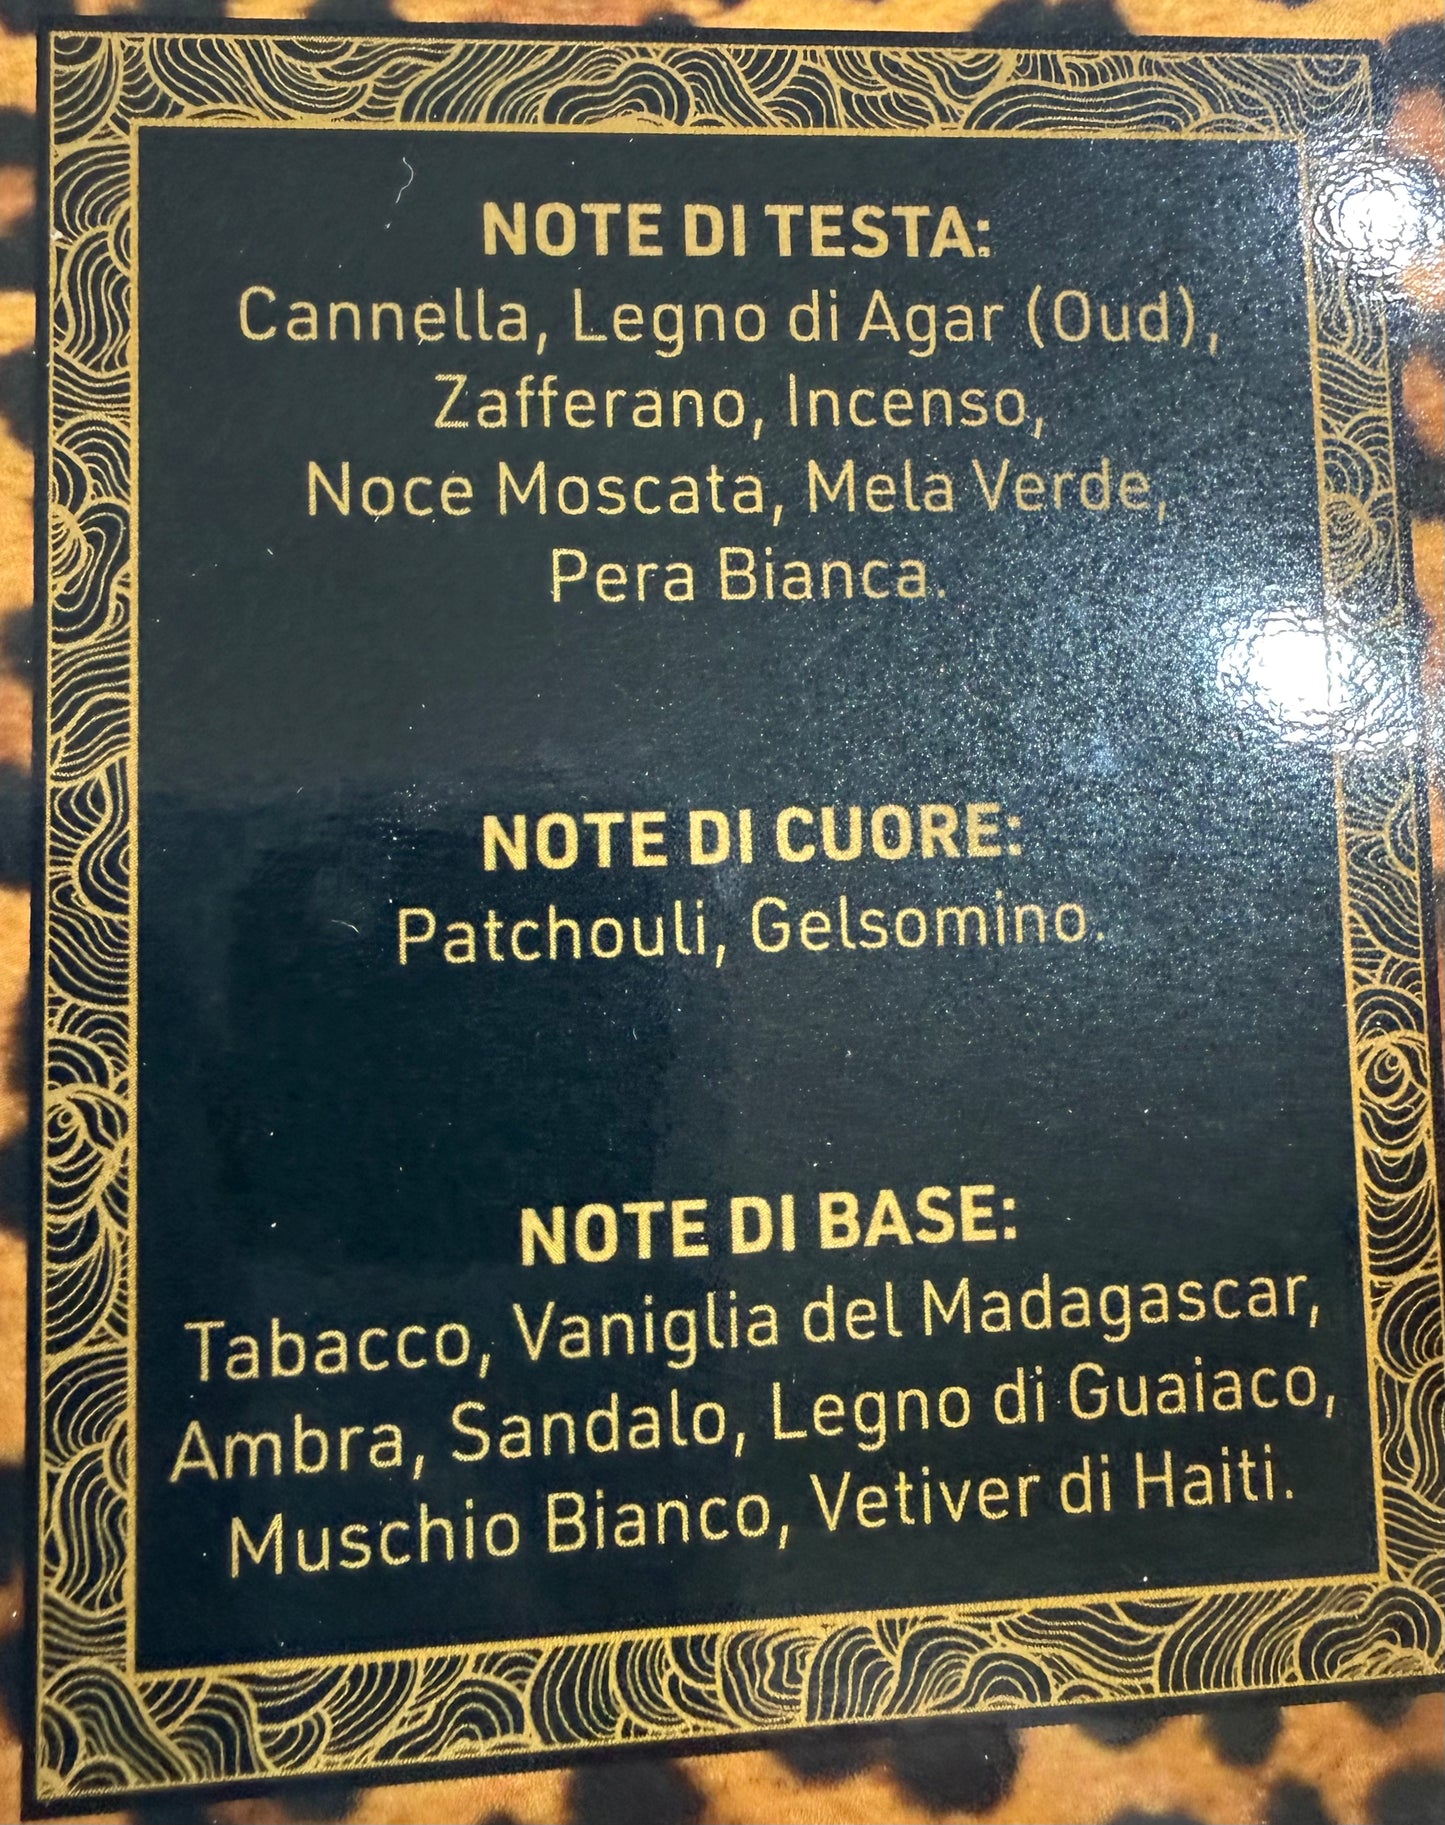 NOTE DI TESTA:
Cannella, Legno di Agar (Oud),
Zafferano, Incenso,
Noce Moscata, Mela Verde,
Pera Bianca.
NOTE DI CUORE:
Patchouli, Gelsomino.
NOTE DI BASE:
Tabacco, Vaniglia del Madagascar,
Ambra, Sandalo, Legno di Guaiaco,
Muschio Bianco, Vetiver di Haiti.